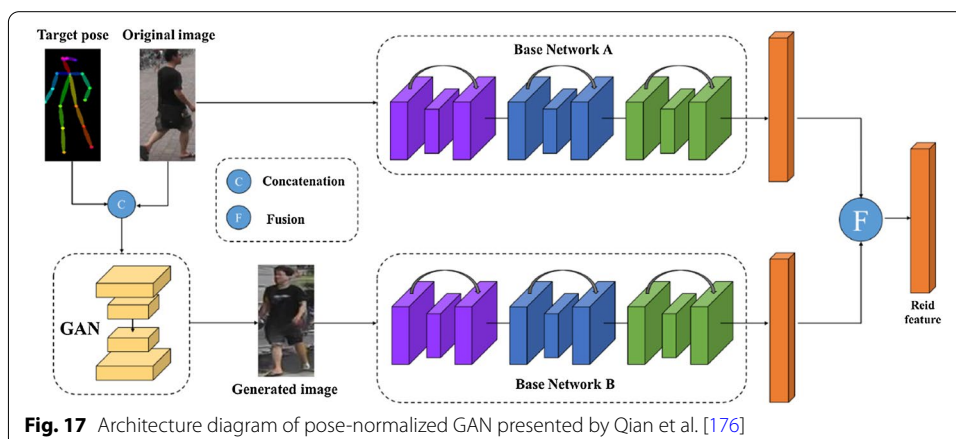 Target pose Original image
Base Network A
C
C Concatenation
F Fusion
F
GAN
Generated image
Base Network B
Reid
feature
Fig. 17 Architecture diagram of pose-normalized GAN presented by Qian et al. [176]